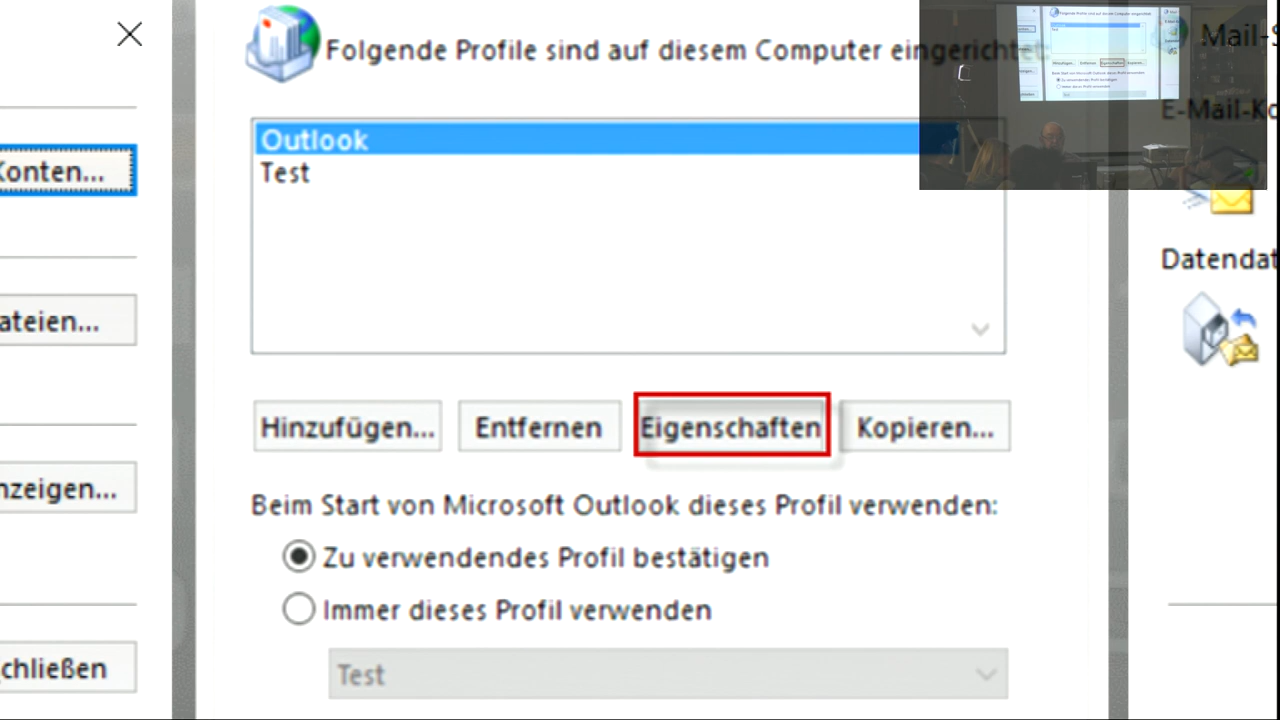 Folgende Profile sind auf diesem Computer eingerichtet:
Outlook
Test
Hinzufügen...
Entfernen
Eigenschaften
Kopieren...
Beim Start von Microsoft Outlook dieses Profil verwenden:
Zu verwendendes Profil bestätigen
Immer dieses Profil verwenden
Test
Konten...
ateien...
nzeigen...
chließen
Mail-S
E-Mail-Ko
Datendat